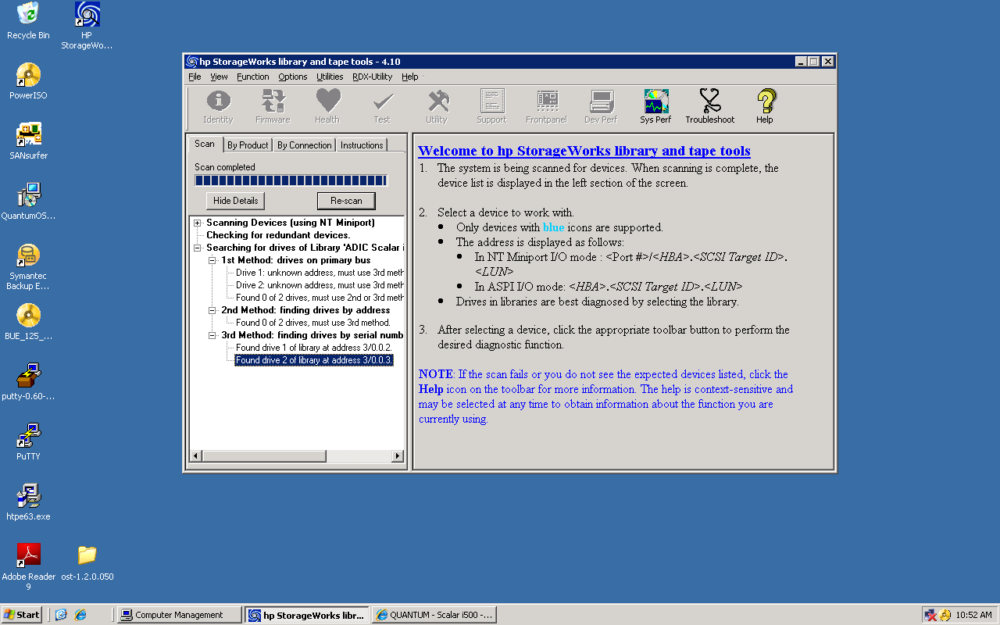 Recycle Bin
HP
StorageWo...
PowerISO
SANsurfer
QuantumOS...
Symantec
Backup E...
BUE_125_...
putty-0.60-...
PuTTY
htpe63.exe
Adobe Reader
9
ost-1.2.0.050
hp StorageWorks library and tape tools - 4.10
File View Function Options Utilities RDX-Utility Help
Identity Firmware Health Test Utility Support Frontpanel Dev Perf Sys Perf Troubleshoot Help
Scan By Product By Connection Instructions
Scan completed
Hide Details Re-scan
Scanning Devices (using NT Miniport)
Checking for redundant devices.
Searching for drives of Library 'ADIC Scalar i
1st Method: drives on primary bus
Drive 1: unknown address, must use 3rd meth
Drive 2: unknown address, must use 3rd meth
Found 0 of 2 drives, must use 2nd or 3rd meth
2nd Method: finding drives by address
Found 0 of 2 drives, must use 3rd method.
3rd Method: finding drives by serial numb
Found drive 1 of library at address 3/0.0.2.
Found drive 2 of library at address 3/0.0.3.
Welcome to hp StorageWorks library and tape tools
1. The system is being scanned for devices. When scanning is complete, the
device list is displayed in the left section of the screen.
2. Select a device to work with.
• Only devices with blue icons are supported.
• The address is displayed as follows:
• In NT Miniport I/O mode : <Port #>/<HBA>.<SCSI Target ID>.
<LUN>
• In ASPI I/O mode: <HBA>.<SCSI Target ID>.<LUN>
• Drives in libraries are best diagnosed by selecting the library.
3. After selecting a device, click the appropriate toolbar button to perform the
desired diagnostic function.
NOTE: If the scan fails or you do not see the expected devices listed, click the
Help icon on the toolbar for more information. The help is context-sensitive and
may be selected at any time to obtain information about the function you are
currently using.
Start Computer Management hp StorageWorks libr... QUANTUM - Scalar i500 -... 10:52 AM